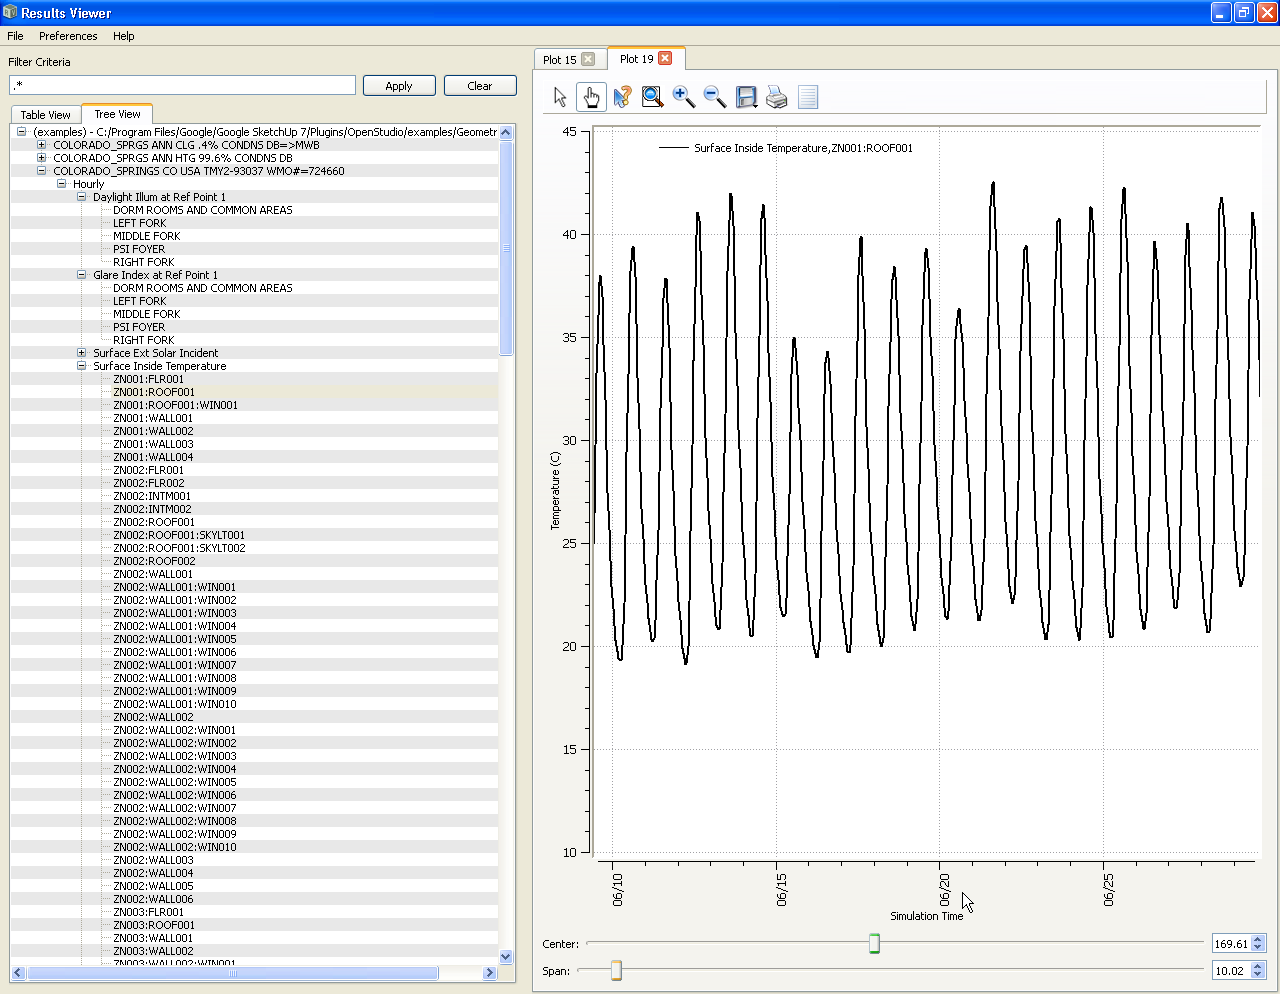 Results Viewer
File Preferences Help
Filter Criteria
.*
Apply Clear
Table View Tree View
(examples) - C:/Program Files/Google/Google SketchUp 7/Plugins/OpenStudio/examples/Geometr
COLORADO_SPRGS ANN CLG .4% CONDNS DB=>MWB
COLORADO_SPRGS ANN HTG 99.6% CONDNS DB
COLORADO_SPRINGS CO USA TMY2-93037 WMO#=724660
Hourly
Daylight Illum at Ref Point 1
DORM ROOMS AND COMMON AREAS
LEFT FORK
MIDDLE FORK
PSI FOYER
RIGHT FORK
Glare Index at Ref Point 1
DORM ROOMS AND COMMON AREAS
LEFT FORK
MIDDLE FORK
PSI FOYER
RIGHT FORK
Surface Ext Solar Incident
Surface Inside Temperature
ZN001:FLR001
ZN001:ROOF001
ZN001:ROOF001:WIN001
ZN001:WALL001
ZN001:WALL002
ZN001:WALL003
ZN001:WALL004
ZN002:FLR001
ZN002:FLR002
ZN002:INTM001
ZN002:INTM002
ZN002:ROOF001
ZN002:ROOF001:SKYLT001
ZN002:ROOF001:SKYLT002
ZN002:ROOF002
ZN002:WALL001
ZN002:WALL001:WIN001
ZN002:WALL001:WIN002
ZN002:WALL001:WIN003
ZN002:WALL001:WIN004
ZN002:WALL001:WIN005
ZN002:WALL001:WIN006
ZN002:WALL001:WIN007
ZN002:WALL001:WIN008
ZN002:WALL001:WIN009
ZN002:WALL001:WIN010
ZN002:WALL002
ZN002:WALL002:WIN001
ZN002:WALL002:WIN002
ZN002:WALL002:WIN003
ZN002:WALL002:WIN004
ZN002:WALL002:WIN005
ZN002:WALL002:WIN006
ZN002:WALL002:WIN007
ZN002:WALL002:WIN008
ZN002:WALL002:WIN009
ZN002:WALL002:WIN010
ZN002:WALL003
ZN002:WALL004
ZN002:WALL005
ZN002:WALL006
ZN003:FLR001
ZN003:ROOF001
ZN003:WALL001
ZN003:WALL002
ZN003:WALL002:WIN001
Plot 15 Plot 19
Surface Inside Temperature,ZN001:ROOF001
45
40
35
30
25
20
15
10
Temperature (C)
06/10 06/15 06/20 06/25
Simulation Time
Center: 169.61
Span: 10.02